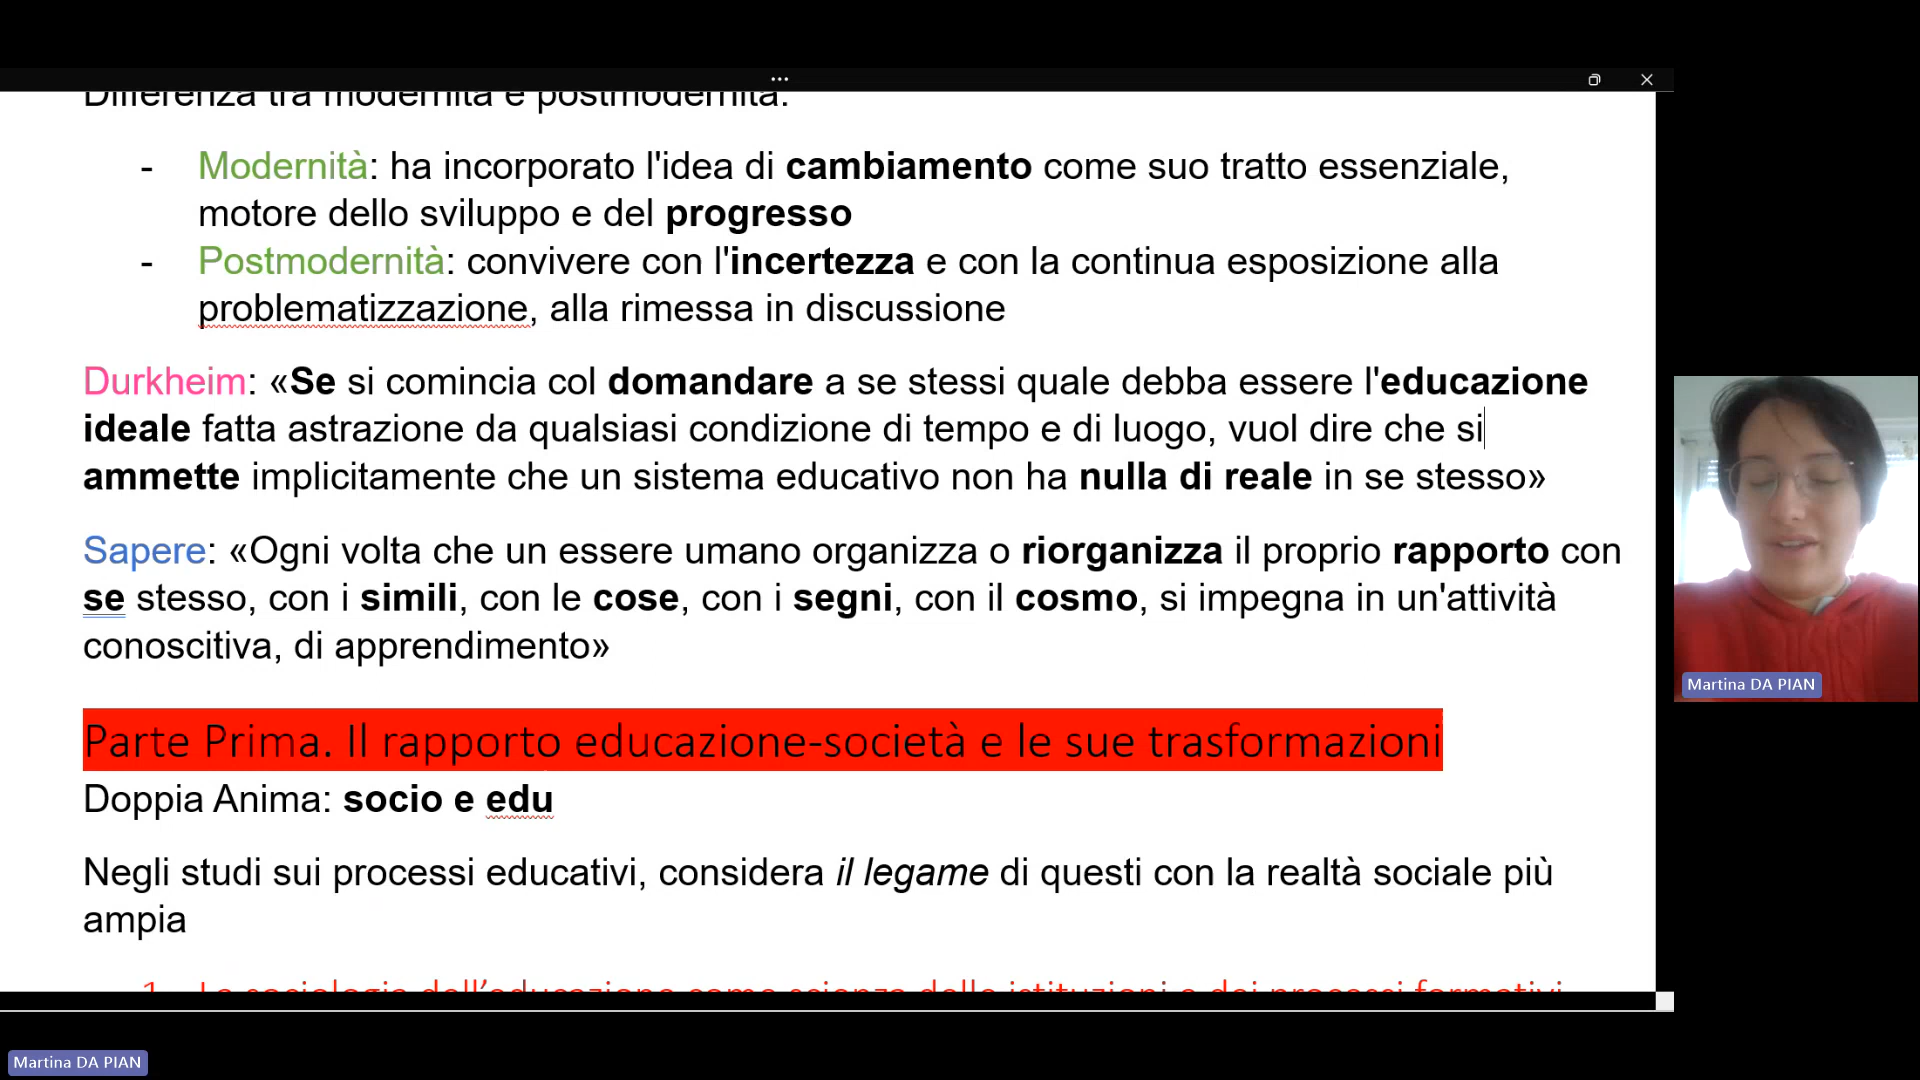 Differenza tra modernità e postmodernità:
- Modernità: ha incorporato l'idea di cambiamento come suo tratto essenziale,
motore dello sviluppo e del progresso
- Postmodernità: convivere con l'incertezza e con la continua esposizione alla
problematizzazione, alla rimessa in discussione
Durkheim: «Se si comincia col domandare a se stessi quale debba essere l'educazione
ideale fatta astrazione da qualsiasi condizione di tempo e di luogo, vuol dire che si
ammette implicitamente che un sistema educativo non ha nulla di reale in se stesso»
Sapere: «Ogni volta che un essere umano organizza o riorganizza il proprio rapporto con
se stesso, con i simili, con le cose, con i segni, con il cosmo, si impegna in un'attività
conoscitiva, di apprendimento»
Parte Prima. Il rapporto educazione-società e le sue trasformazioni
Doppia Anima: socio e edu
Negli studi sui processi educativi, considera il legame di questi con la realtà sociale più
ampia
1. La sociologia dell’educazione come scienza delle istituzioni e dei processi formativi
Martina DA PIAN
Martina DA PIAN